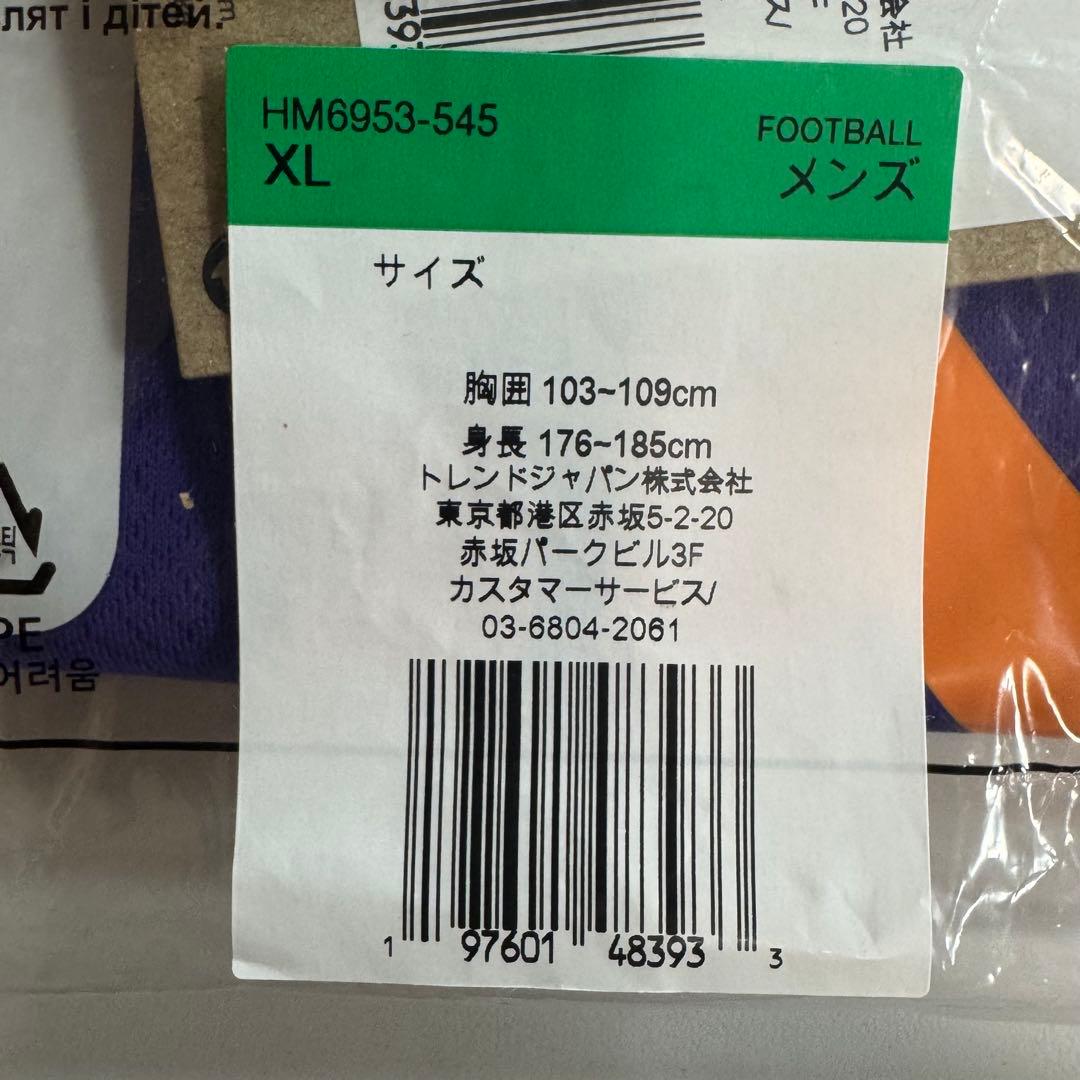 лят і дітей.
会社
20
HM6953-545
XL
FOOTBALL
メンズ
サイズ
胸囲 103~109cm
身長 176~185cm
トレンドジャパン株式会社
東京都港区赤坂5-2-20
赤坂パークビル3F
カスタマーサービス/
03-6804-2061
PE
어려움
1 97601 48393 3